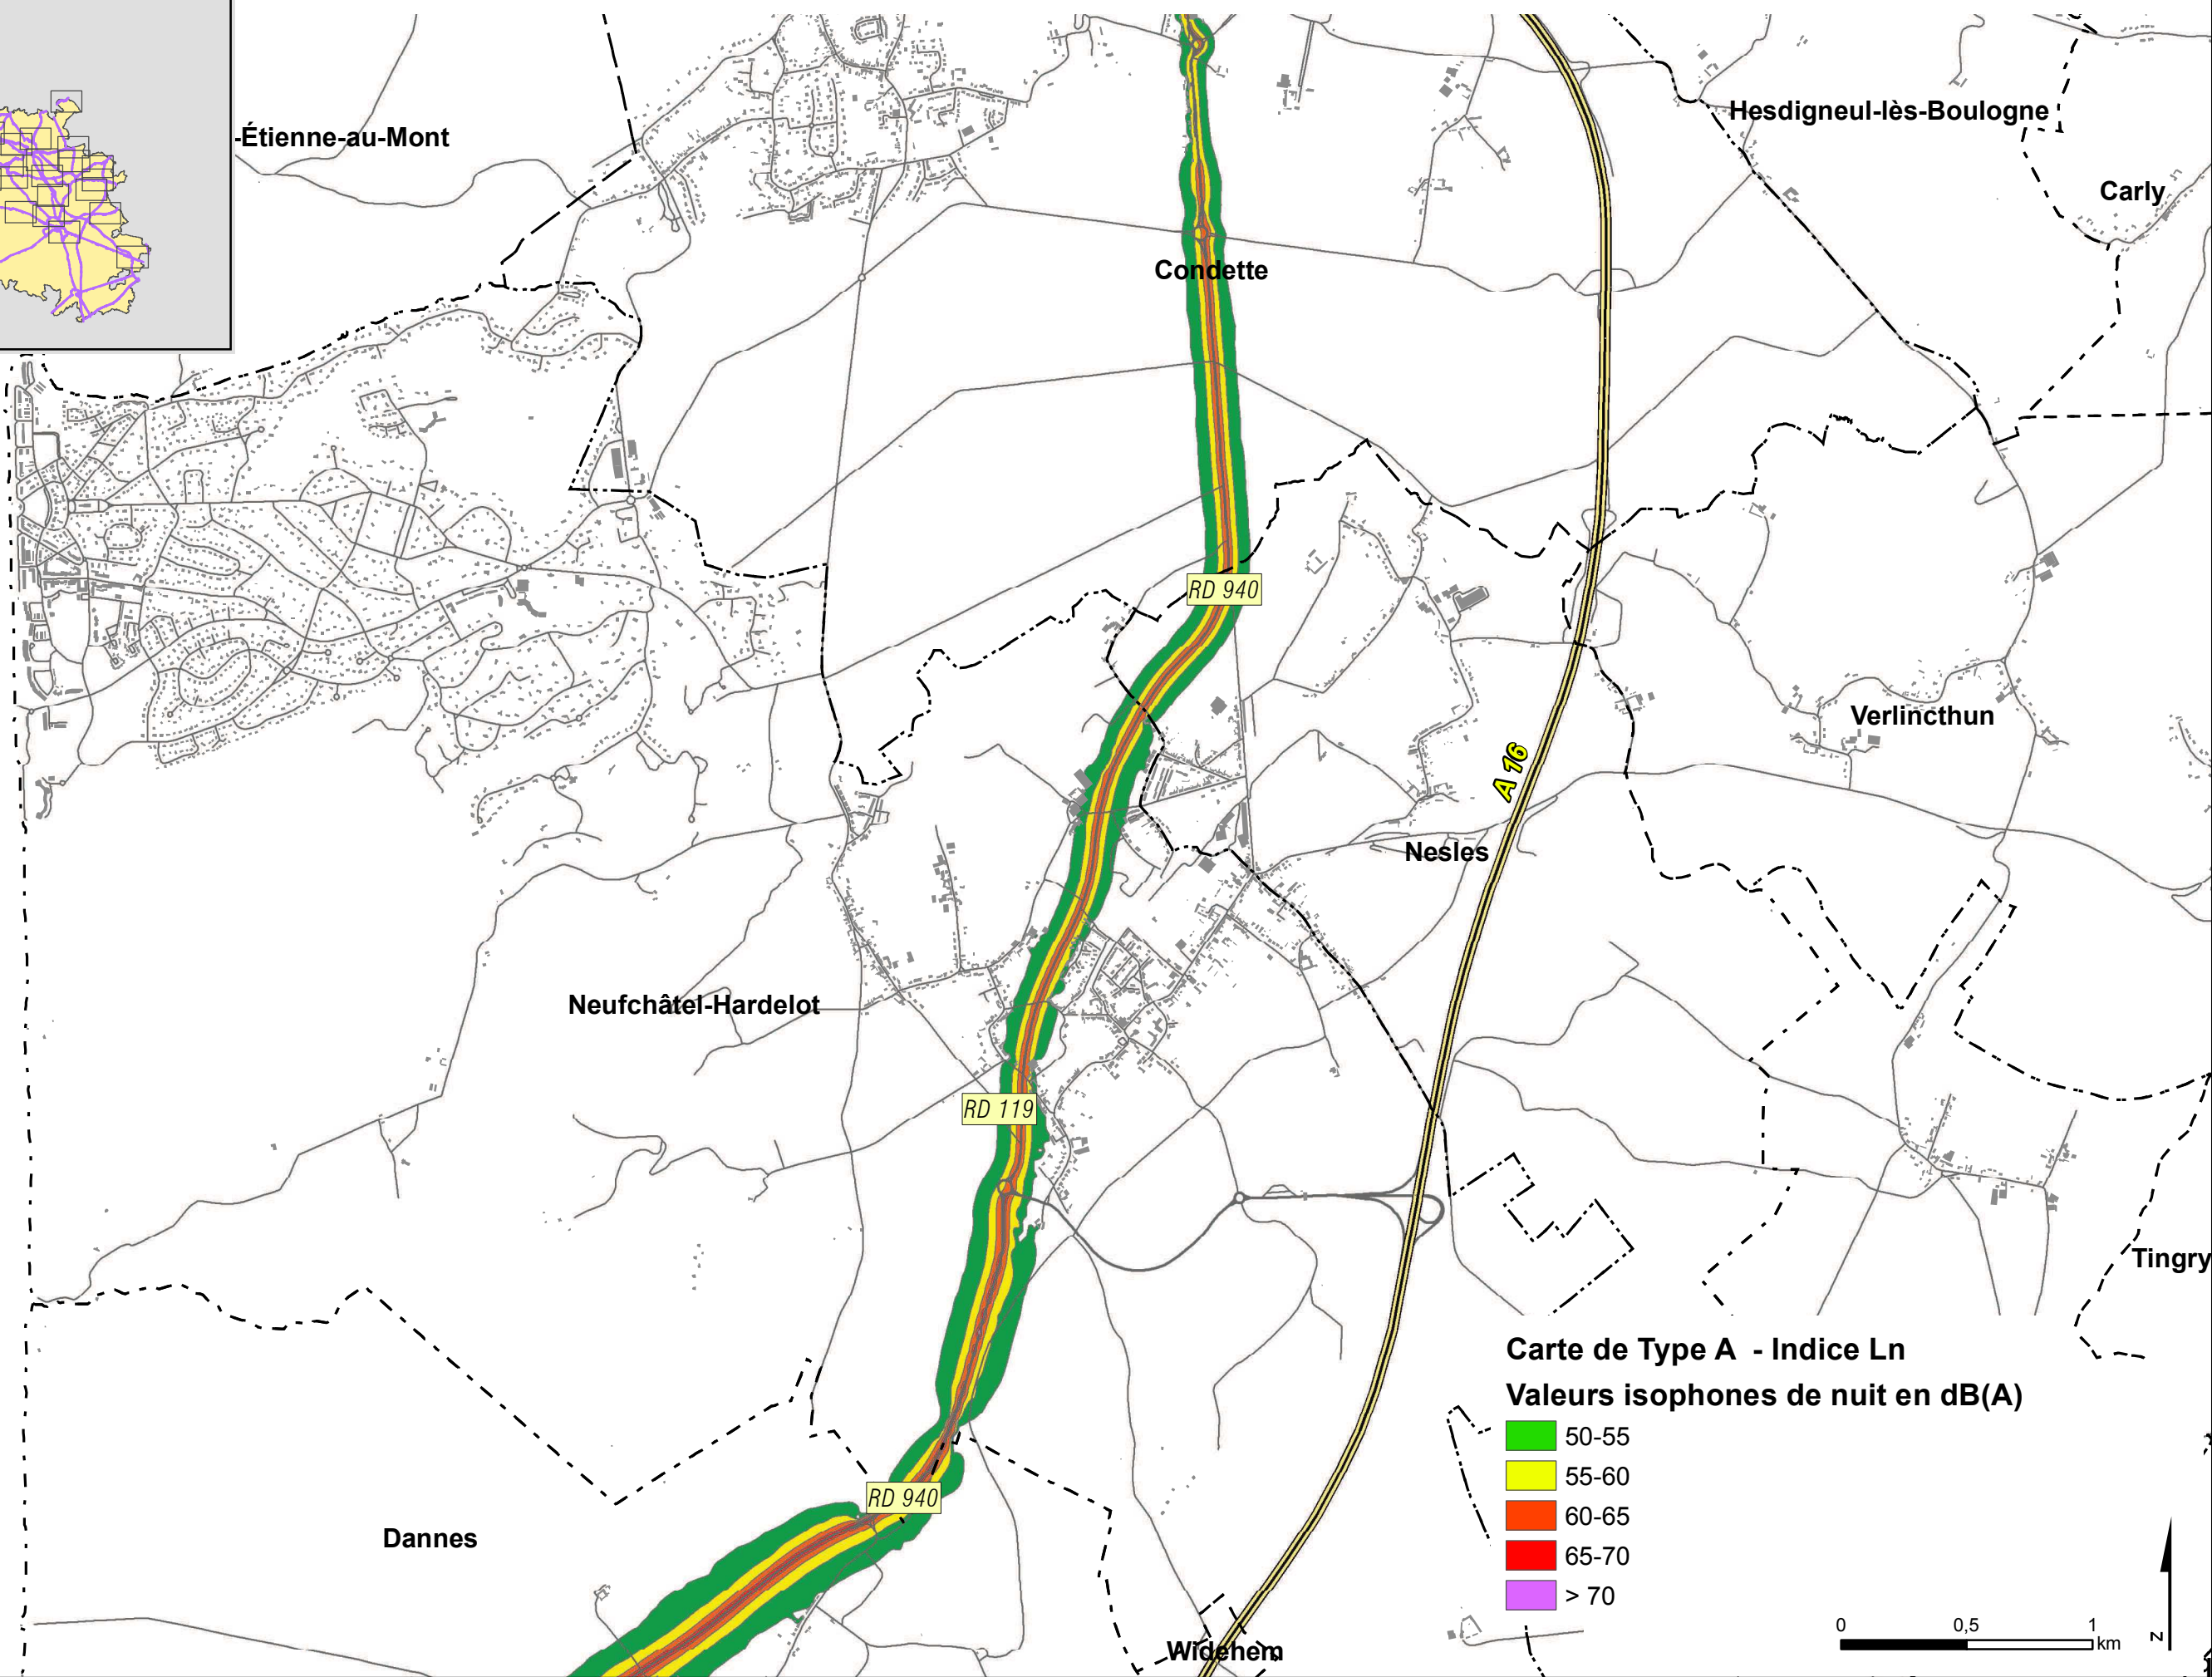 -Étienne-au-Mont
Hesdigneul-lès-Boulogne
Carly
Condette
RD 940
Verlincthun
A 16
Nesles
Neufchâtel-Hardelot
RD 119
Tingry
RD 940
Dannes
Widehem
Carte de Type A - Indice Ln
Valeurs isophones de nuit en dB(A)
50-55
55-60
60-65
65-70
> 70
0 0,5 1
km
N